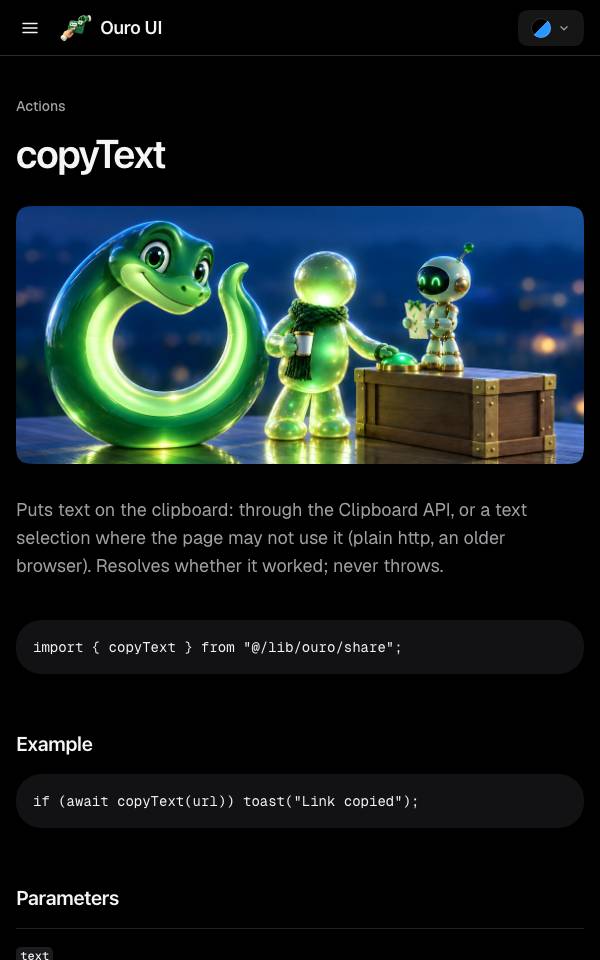 Ouro UI
Actions
copyText
Puts text on the clipboard: through the Clipboard API, or a text
selection where the page may not use it (plain http, an older
browser). Resolves whether it worked; never throws.
import { copyText } from "@/lib/ouro/share";
Example
if (await copyText(url)) toast("Link copied");
Parameters
text